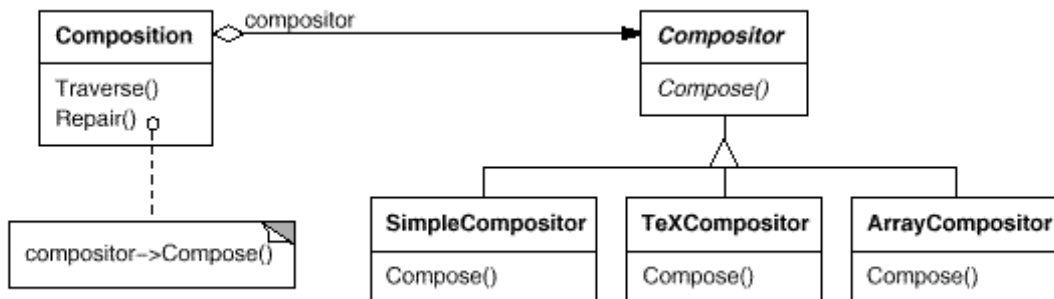 Composition
Traverse()
Repair()
compositor
Compositor
Compose()
compositor->Compose()
SimpleCompositor
Compose()
TeXCompositor
Compose()
ArrayCompositor
Compose()